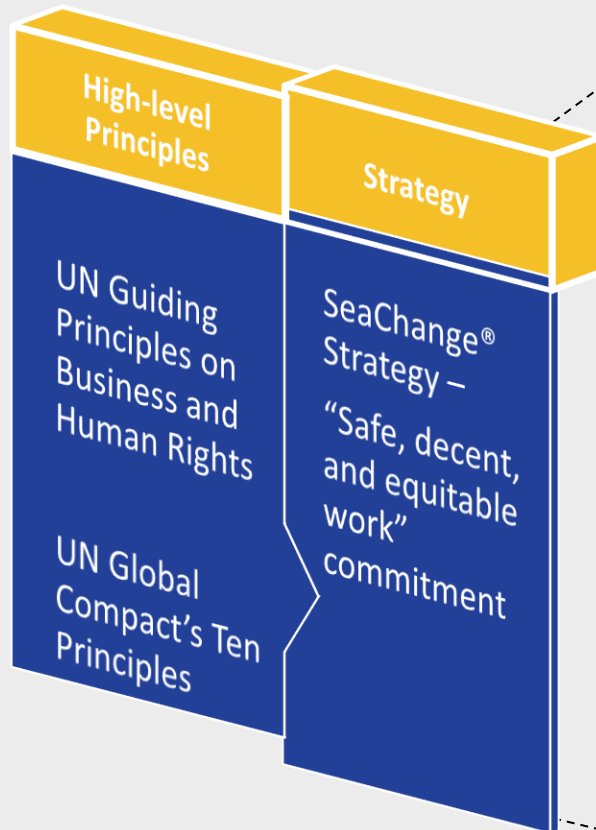 High-level
Principles
UN Guiding
Principles on
Business and
Human Rights
UN Global
Compact’s Ten
Principles
Strategy
SeaChange®
Strategy –
“Safe, decent,
and equitable
work”
commitment